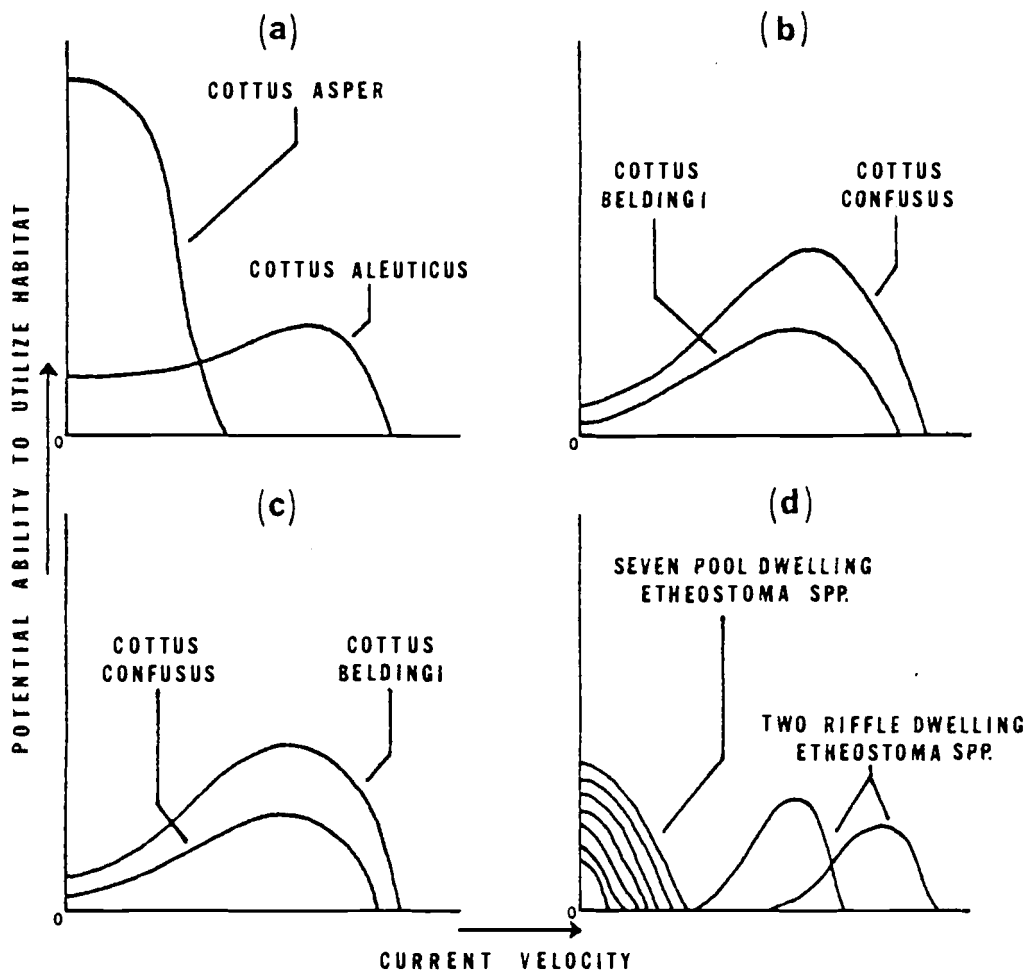 (a)
COTTUS ASPER
COTTUS ALEUTICUS
0
(b)
COTTUS
BELDINGI
COTTUS
CONFUSUS
0
(c)
COTTUS
CONFUSUS
COTTUS
BELDINGI
0
(d)
SEVEN POOL DWELLING
ETHEOSTOMA SPP.
TWO RIFFLE DWELLING
ETHEOSTOMA SPP.
0
POTENTIAL ABILITY TO UTILIZE HABITAT
CURRENT VELOCITY